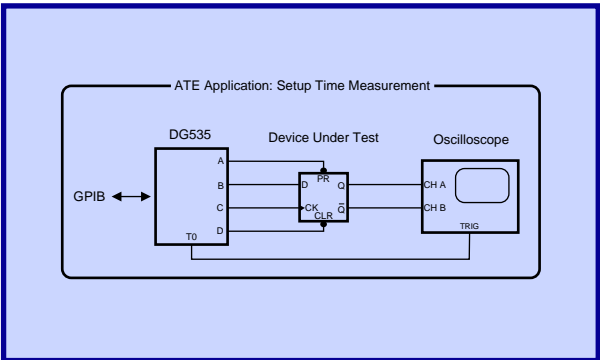 ATE Application: Setup Time Measurement
DG535
Device Under Test
Oscilloscope
GPIB
A
B
C
D
T0
PR
D
Q
CK
Q̅
CLR
CH A
CH B
TRIG